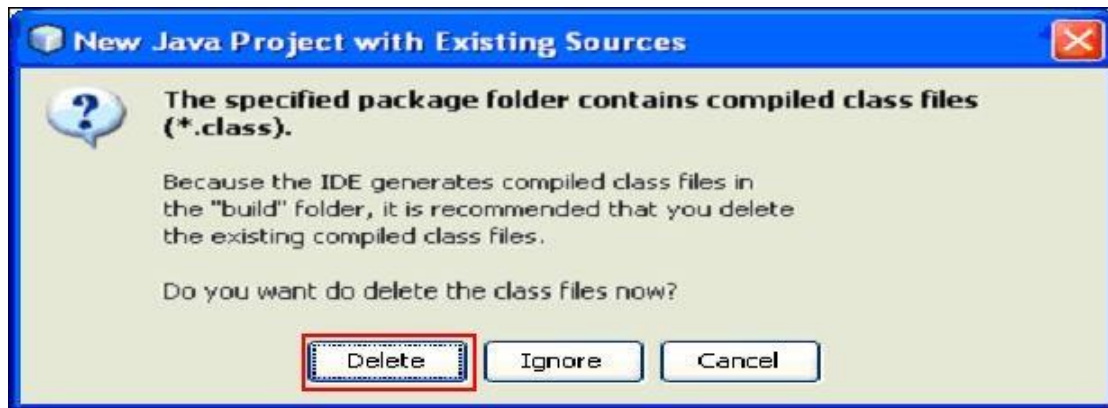 New Java Project with Existing Sources
The specified package folder contains compiled class files
(*.class).
Because the IDE generates compiled class files in
the "build" folder, it is recommended that you delete
the existing compiled class files.
Do you want do delete the class files now?
Delete Ignore Cancel